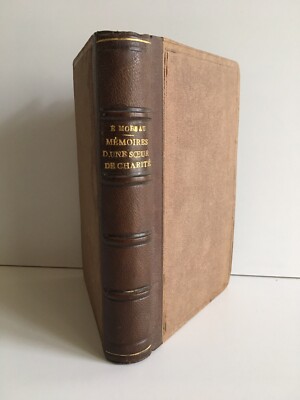 E MOREAU
MÉMOIRES
D'UNE SŒUR
DE CHARITÉ